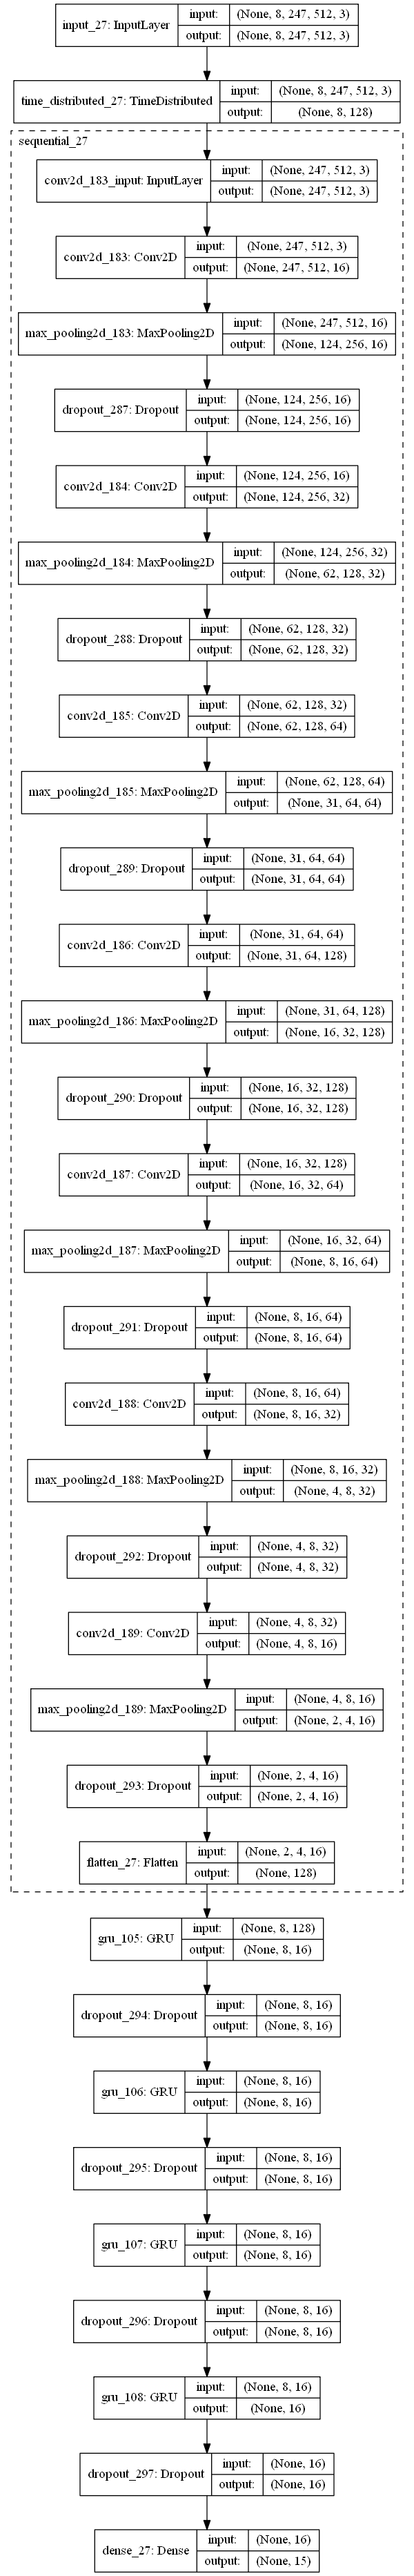 input_27: InputLayer
input: (None, 8, 247, 512, 3)
output: (None, 8, 247, 512, 3)
time_distributed_27: TimeDistributed
input: (None, 8, 247, 512, 3)
output: (None, 8, 128)
sequential_27
conv2d_183_input: InputLayer
input: (None, 247, 512, 3)
output: (None, 247, 512, 3)
conv2d_183: Conv2D
input: (None, 247, 512, 3)
output: (None, 247, 512, 16)
max_pooling2d_183: MaxPooling2D
input: (None, 247, 512, 16)
output: (None, 124, 256, 16)
dropout_287: Dropout
input: (None, 124, 256, 16)
output: (None, 124, 256, 16)
conv2d_184: Conv2D
input: (None, 124, 256, 16)
output: (None, 124, 256, 32)
max_pooling2d_184: MaxPooling2D
input: (None, 124, 256, 32)
output: (None, 62, 128, 32)
dropout_288: Dropout
input: (None, 62, 128, 32)
output: (None, 62, 128, 32)
conv2d_185: Conv2D
input: (None, 62, 128, 32)
output: (None, 62, 128, 64)
max_pooling2d_185: MaxPooling2D
input: (None, 62, 128, 64)
output: (None, 31, 64, 64)
dropout_289: Dropout
input: (None, 31, 64, 64)
output: (None, 31, 64, 64)
conv2d_186: Conv2D
input: (None, 31, 64, 64)
output: (None, 31, 64, 128)
max_pooling2d_186: MaxPooling2D
input: (None, 31, 64, 128)
output: (None, 16, 32, 128)
dropout_290: Dropout
input: (None, 16, 32, 128)
output: (None, 16, 32, 128)
conv2d_187: Conv2D
input: (None, 16, 32, 128)
output: (None, 16, 32, 64)
max_pooling2d_187: MaxPooling2D
input: (None, 16, 32, 64)
output: (None, 8, 16, 64)
dropout_291: Dropout
input: (None, 8, 16, 64)
output: (None, 8, 16, 64)
conv2d_188: Conv2D
input: (None, 8, 16, 64)
output: (None, 8, 16, 32)
max_pooling2d_188: MaxPooling2D
input: (None, 8, 16, 32)
output: (None, 4, 8, 32)
dropout_292: Dropout
input: (None, 4, 8, 32)
output: (None, 4, 8, 32)
conv2d_189: Conv2D
input: (None, 4, 8, 32)
output: (None, 4, 8, 16)
max_pooling2d_189: MaxPooling2D
input: (None, 4, 8, 16)
output: (None, 2, 4, 16)
dropout_293: Dropout
input: (None, 2, 4, 16)
output: (None, 2, 4, 16)
flatten_27: Flatten
input: (None, 2, 4, 16)
output: (None, 128)
gru_105: GRU
input: (None, 8, 128)
output: (None, 8, 16)
dropout_294: Dropout
input: (None, 8, 16)
output: (None, 8, 16)
gru_106: GRU
input: (None, 8, 16)
output: (None, 8, 16)
dropout_295: Dropout
input: (None, 8, 16)
output: (None, 8, 16)
gru_107: GRU
input: (None, 8, 16)
output: (None, 8, 16)
dropout_296: Dropout
input: (None, 8, 16)
output: (None, 8, 16)
gru_108: GRU
input: (None, 8, 16)
output: (None, 16)
dropout_297: Dropout
input: (None, 16)
output: (None, 16)
dense_27: Dense
input: (None, 16)
output: (None, 15)